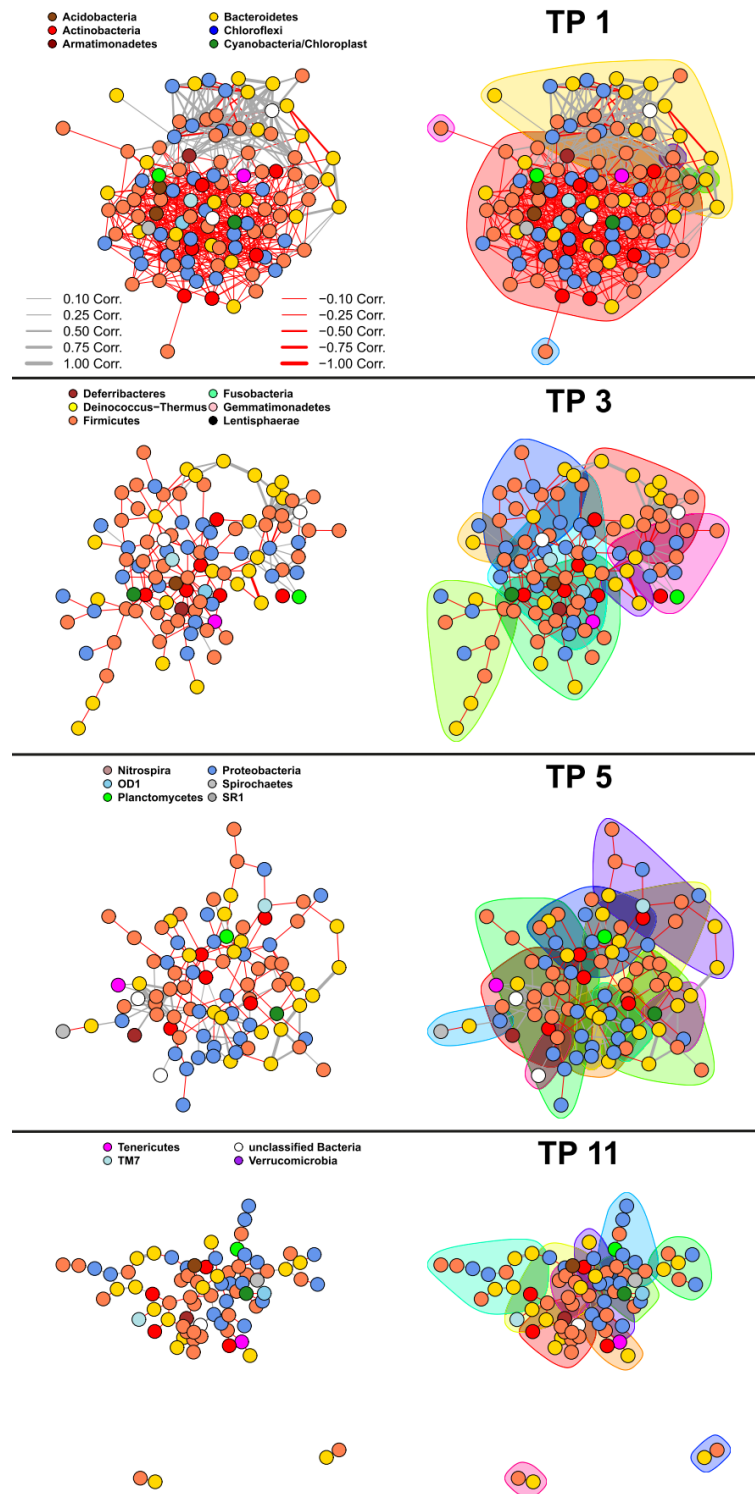 Acidobacteria Bacteroidetes TP 1
Actinobacteria Chloroflexi
Armatimonadetes Cyanobacteria/Chloroplast
0.10 Corr. −0.10 Corr.
0.25 Corr. −0.25 Corr.
0.50 Corr. −0.50 Corr.
0.75 Corr. −0.75 Corr.
1.00 Corr. −1.00 Corr.
Deferribacteres Fusobacteria TP 3
Deinococcus−Thermus Gemmatimonadetes
Firmicutes Lentisphaerae
Nitrospira Proteobacteria TP 5
OD1 Spirochaetes
Planctomycetes SR1
Tenericutes unclassified Bacteria TP 11
TM7 Verrucomicrobia